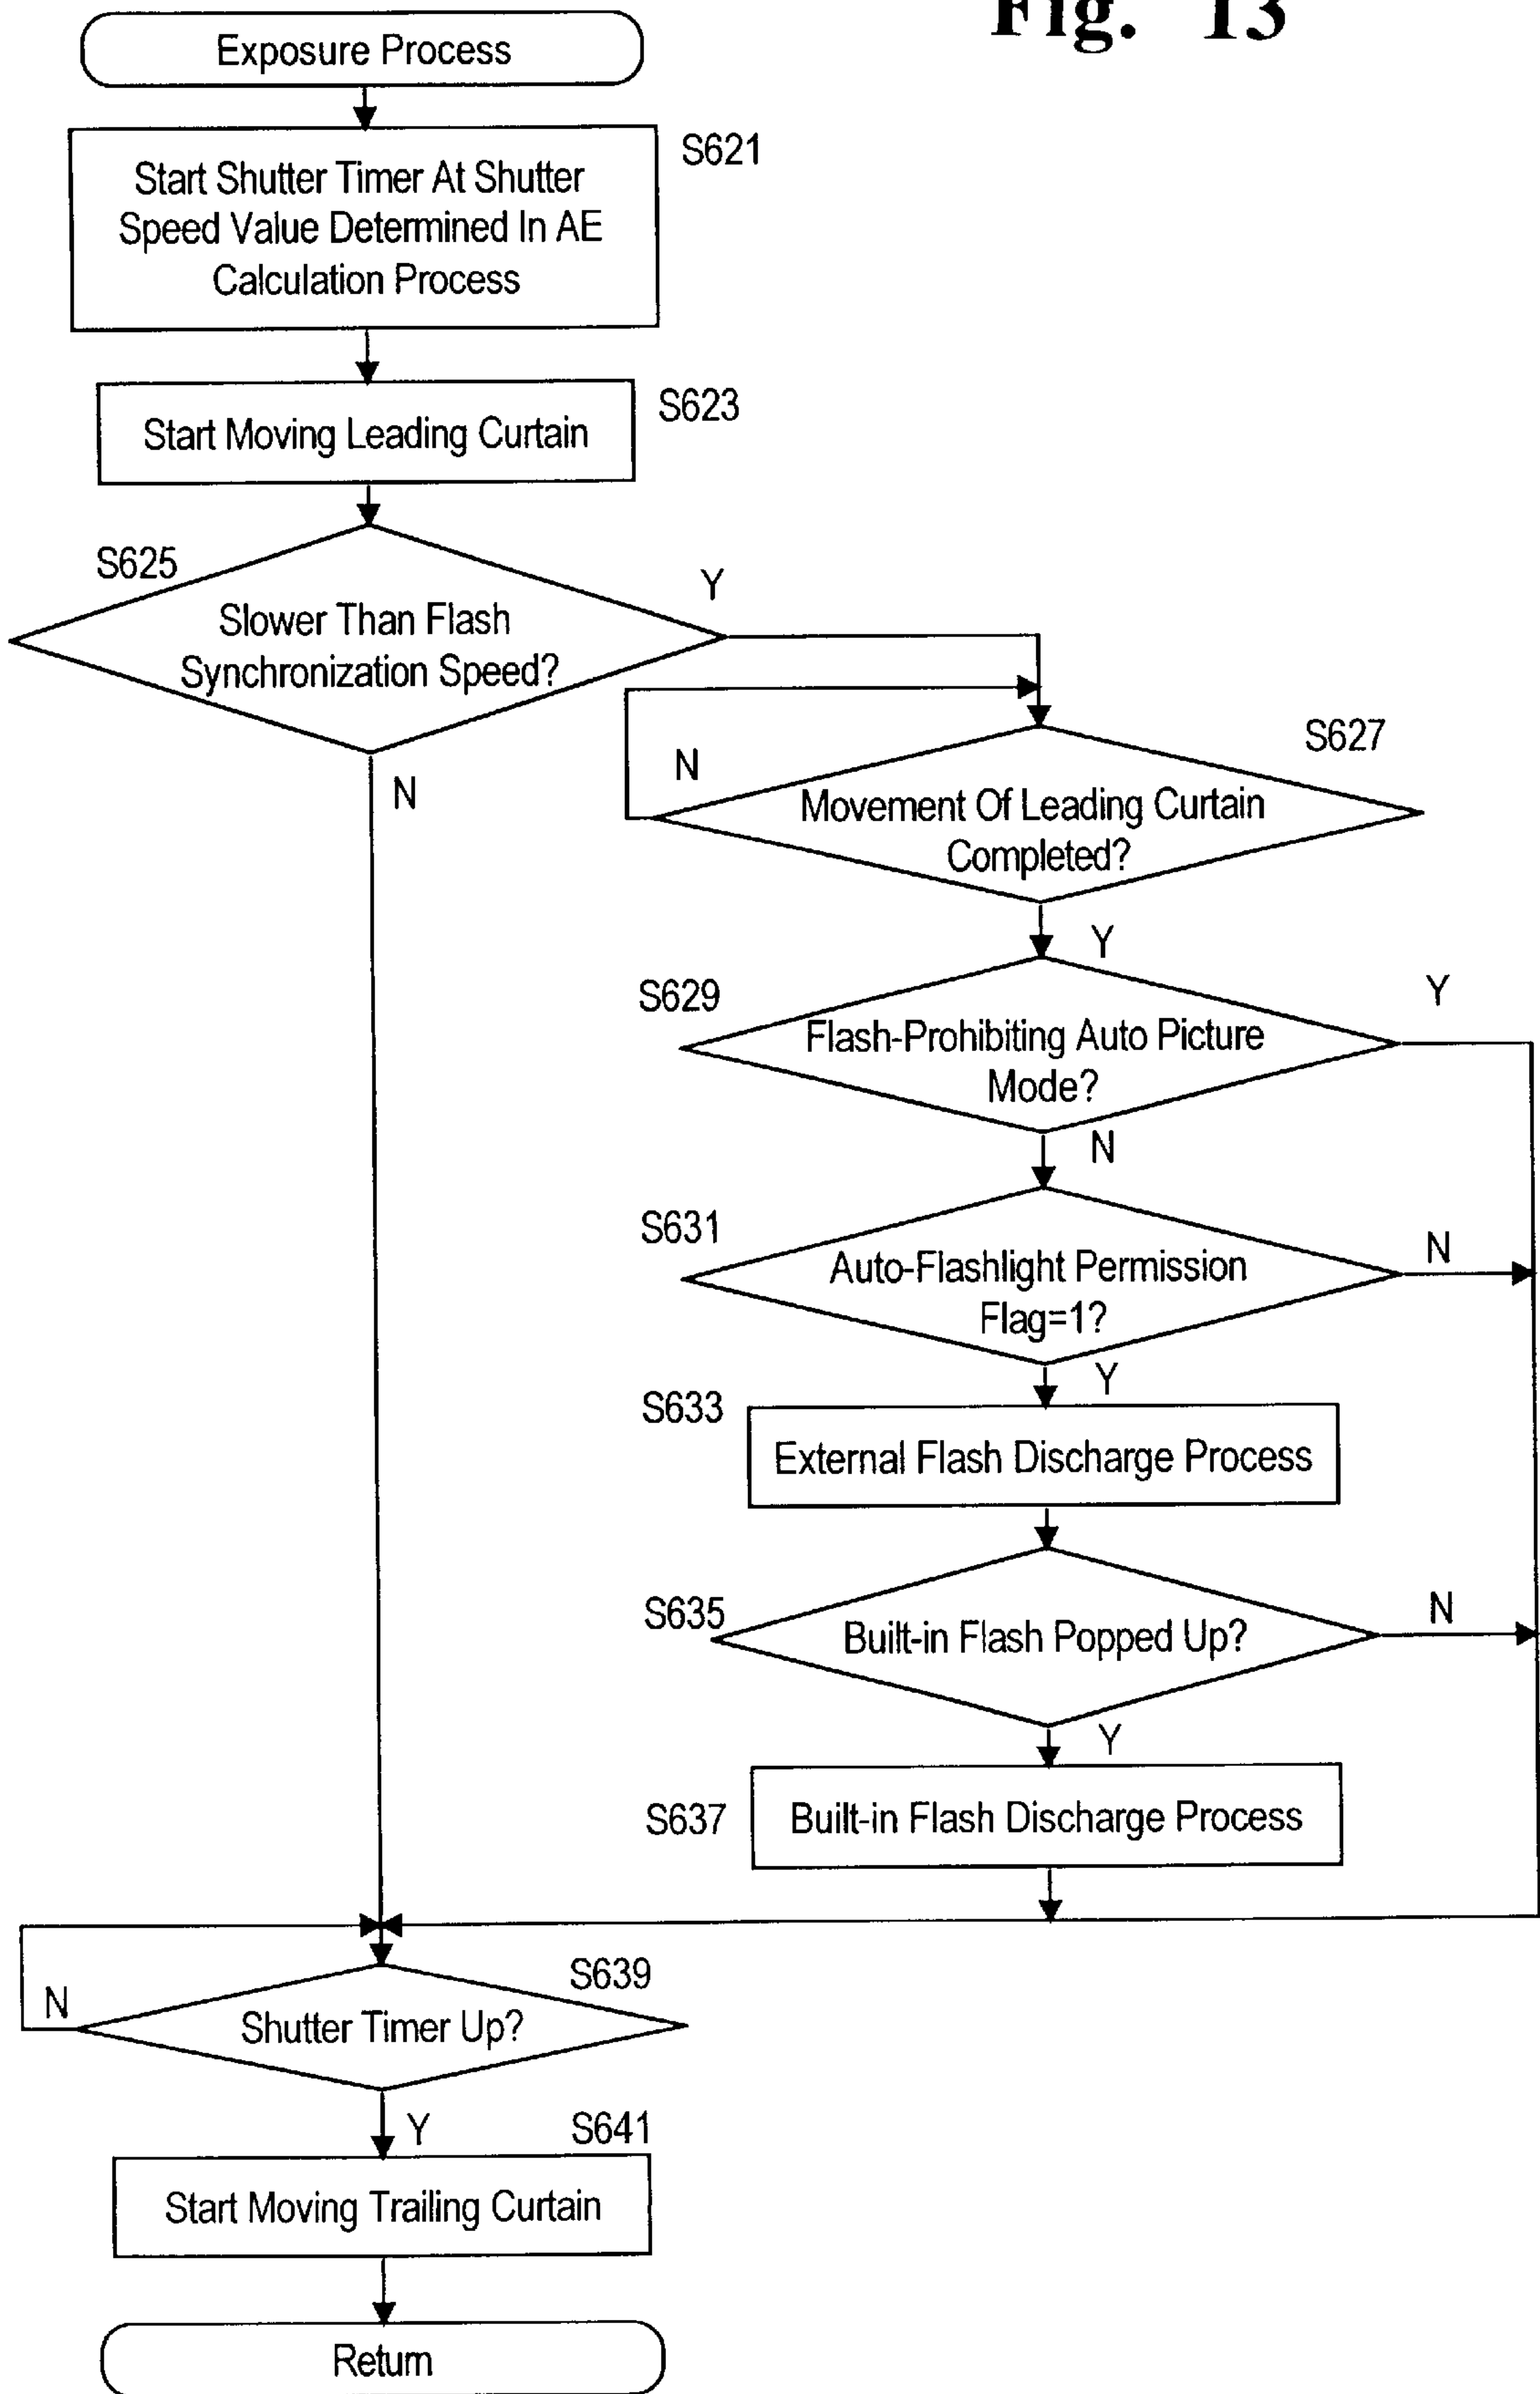 Fig. 13
Exposure Process
S621
Start Shutter Timer At Shutter
Speed Value Determined In AE
Calculation Process
S623
Start Moving Leading Curtain
S625
Y
Slower Than Flash
Synchronization Speed?
N
S627
N
Movement Of Leading Curtain
Completed?
Y
S629
Y
Flash-Prohibiting Auto Picture
Mode?
N
S631
N
Auto-Flashlight Permission
Flag=1?
Y
S633
External Flash Discharge Process
S635
N
Built-in Flash Popped Up?
Y
S637
Built-in Flash Discharge Process
S639
N
Shutter Timer Up?
Y
S641
Start Moving Trailing Curtain
Return